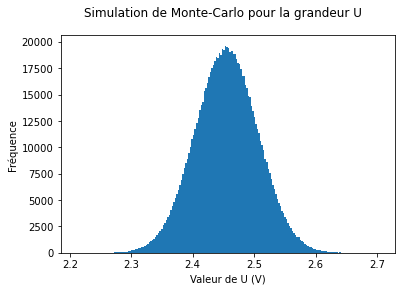 Simulation de Monte-Carlo pour la grandeur U
20000
17500
15000
12500
10000
7500
5000
2500
0
Fréquence
2.2 2.3 2.4 2.5 2.6 2.7
Valeur de U (V)